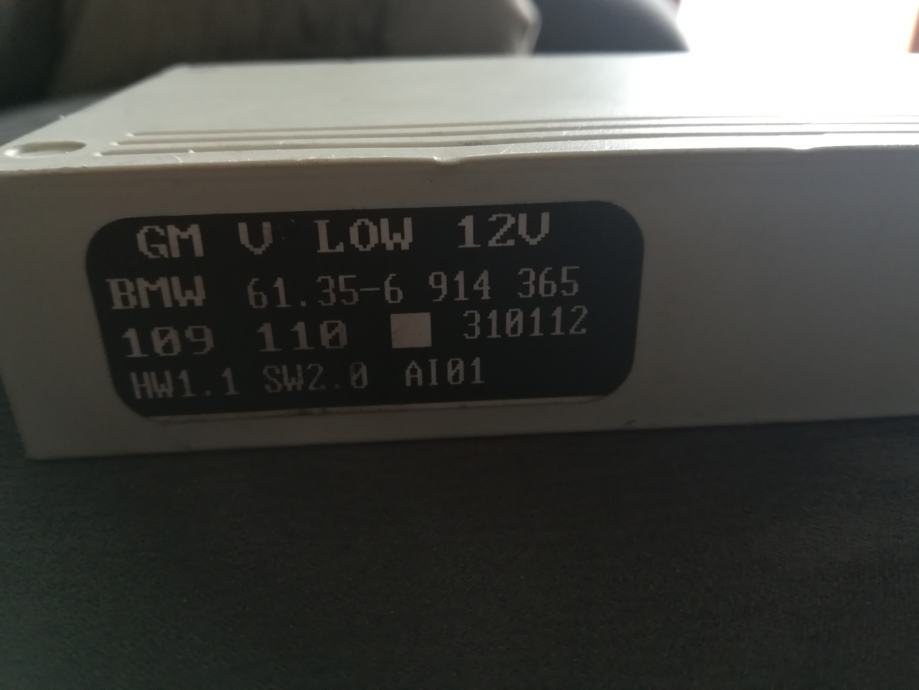 GM V LOW 12V
BMW 61.35-6 914 365
109 110 310112
HW1.1 SW2.0 AI01